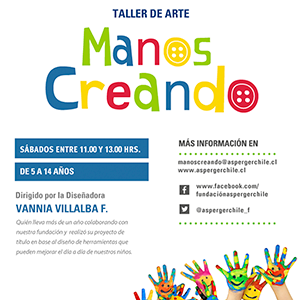 TALLER DE ARTE
Manos
Creando
SÁBADOS ENTRE 11.00 Y 13.00 HRS.
DE 5 A 14 AÑOS
Dirigido por la Diseñadora
VANNIA VILLALBA F.
Quién lleva más de un año colaborando con
nuestra fundación y realizó su proyecto de
título en base al diseño de herramientas que
pueden mejorar el día a día de nuestros niños.
MÁS INFORMACIÓN EN
manoscreando@aspergerchile.cl
www.aspergerchile.cl
www.facebook.com/
fundaciónaspergerchile
@aspergerchile_f